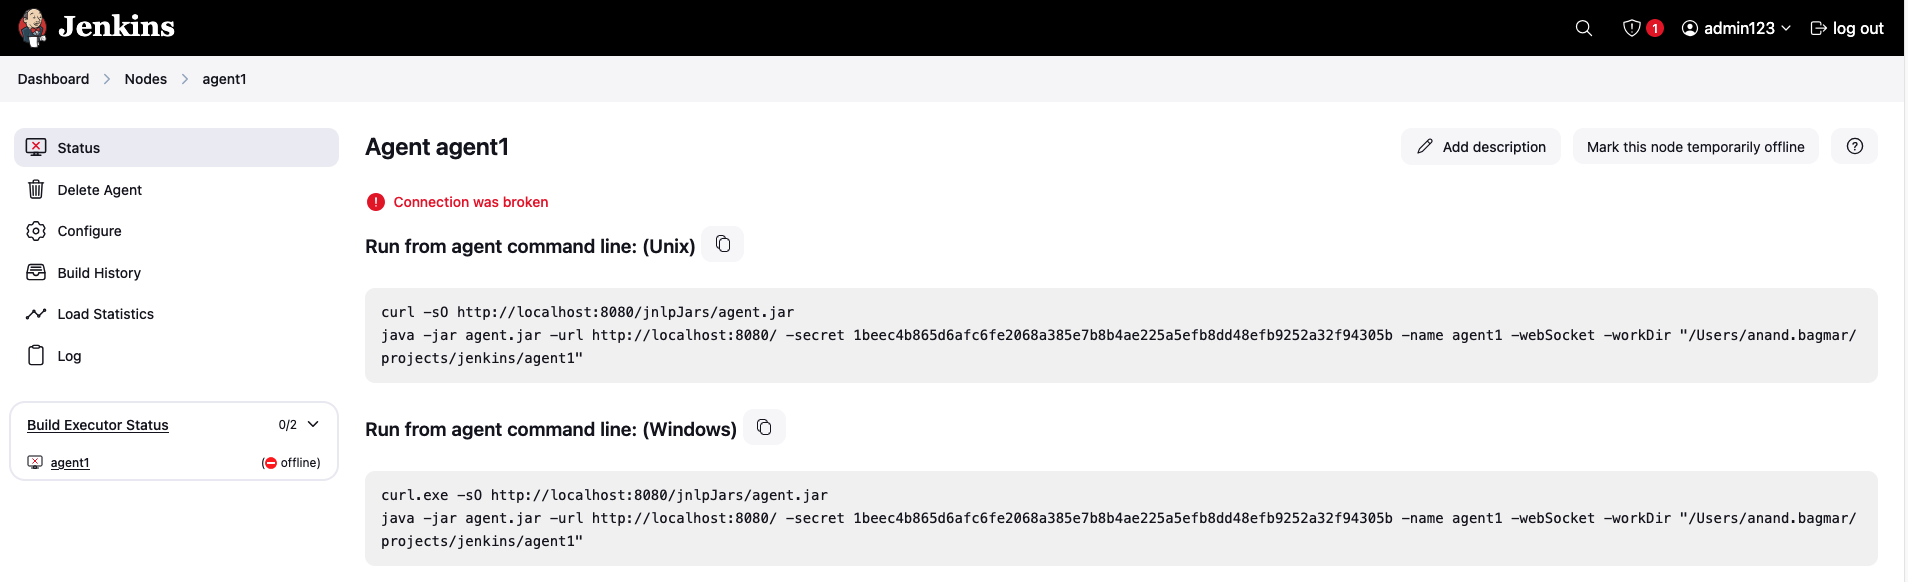 Jenkins
1
admin123
log out
Dashboard
Nodes
agent1
Status
Delete Agent
Configure
Build History
Load Statistics
Log
Build Executor Status
0/2
agent1
(offline)
Agent agent1
Add description
Mark this node temporarily offline
Connection was broken
Run from agent command line: (Unix)
curl -sO http://localhost:8080/jnlpJars/agent.jar
java -jar agent.jar -url http://localhost:8080/ -secret 1beec4b865d6afc6fe2068a385e7b8b4ae225a5efb8dd48efb9252a32f94305b -name agent1 -webSocket -workDir "/Users/anand.bagmar/
projects/jenkins/agent1"
Run from agent command line: (Windows)
curl.exe -sO http://localhost:8080/jnlpJars/agent.jar
java -jar agent.jar -url http://localhost:8080/ -secret 1beec4b865d6afc6fe2068a385e7b8b4ae225a5efb8dd48efb9252a32f94305b -name agent1 -webSocket -workDir "/Users/anand.bagmar/
projects/jenkins/agent1"